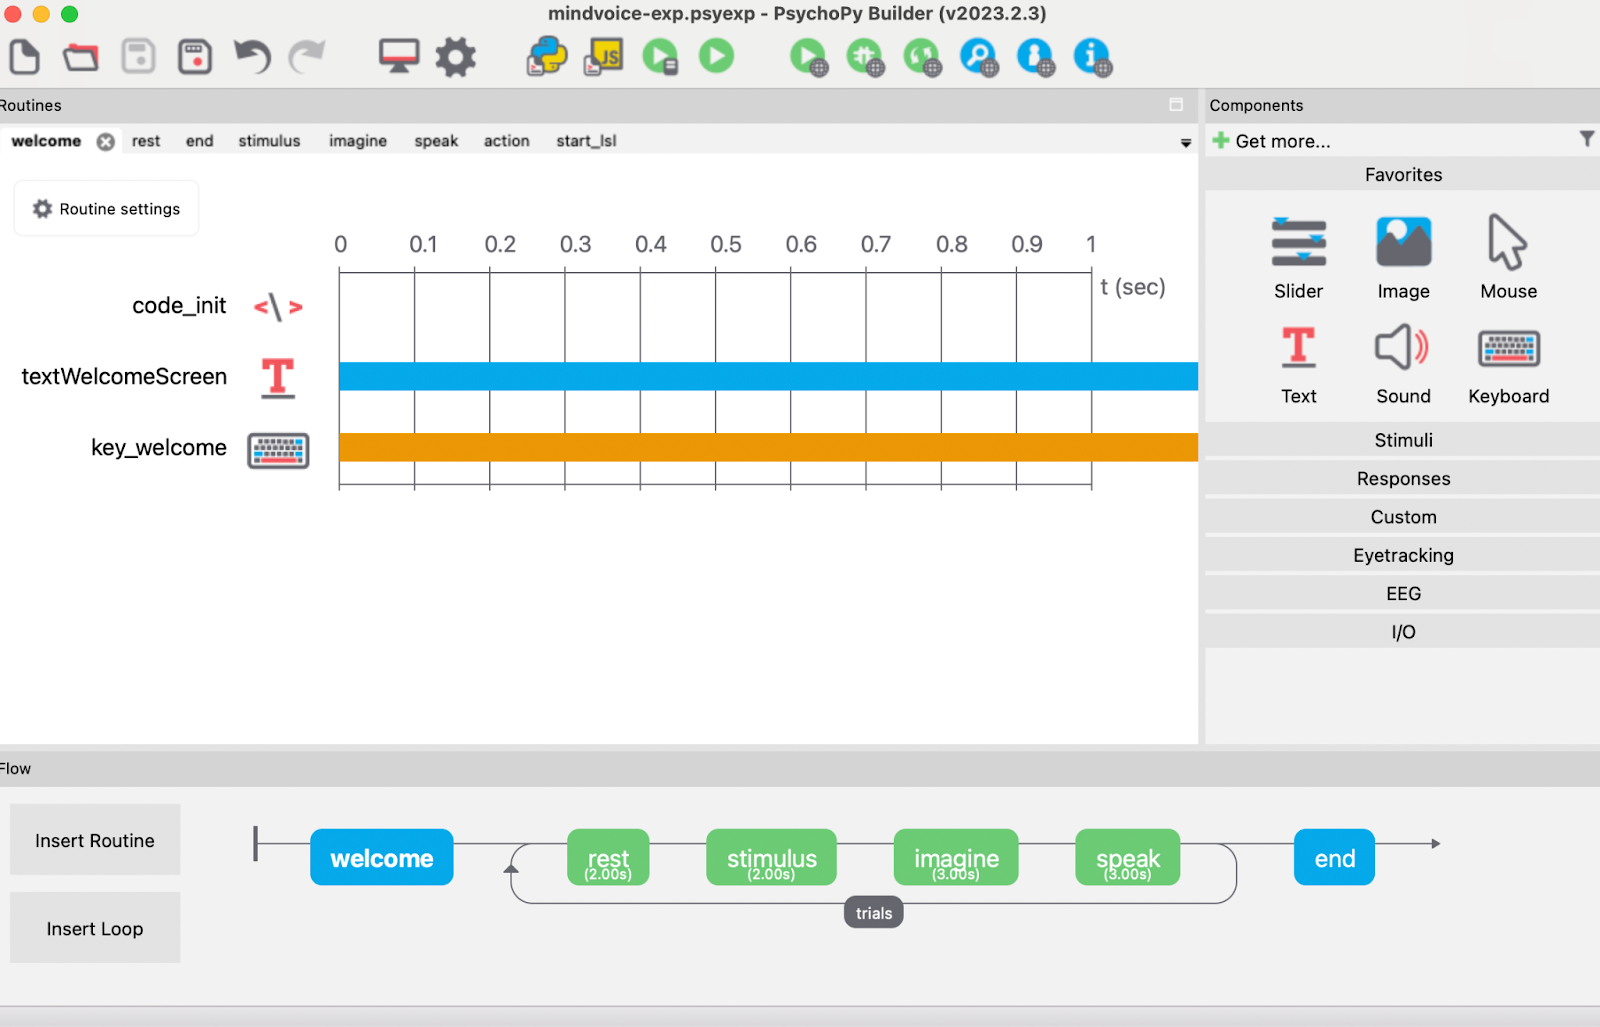 mindvoice-exp.psyexp - PsychoPy Builder (v2023.2.3)
JS
Routines
Components
welcome rest end stimulus imagine speak action start_lsl
Get more...
Favorites
Routine settings
0 0.1 0.2 0.3 0.4 0.5 0.6 0.7 0.8 0.9 1
t (sec)
code_init
textWelcomeScreen
key_welcome
Slider Image Mouse
Text Sound Keyboard
Stimuli
Responses
Custom
Eyetracking
EEG
I/O
Flow
Insert Routine
Insert Loop
welcome
rest
(2.00s)
stimulus
(2.00s)
imagine
(3.00s)
speak
(3.00s)
end
trials